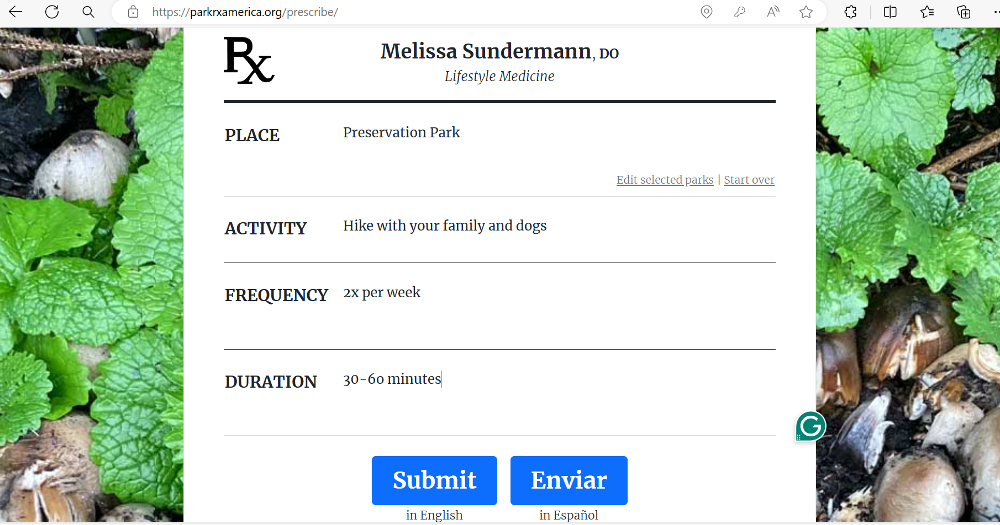 https://parkrxamerica.org/prescribe/
Rx
Melissa Sundermann, DO
Lifestyle Medicine
PLACE Preservation Park
Edit selected parks | Start over
ACTIVITY Hike with your family and dogs
FREQUENCY 2x per week
DURATION 30-60 minutes
Submit Enviar
in English in Español